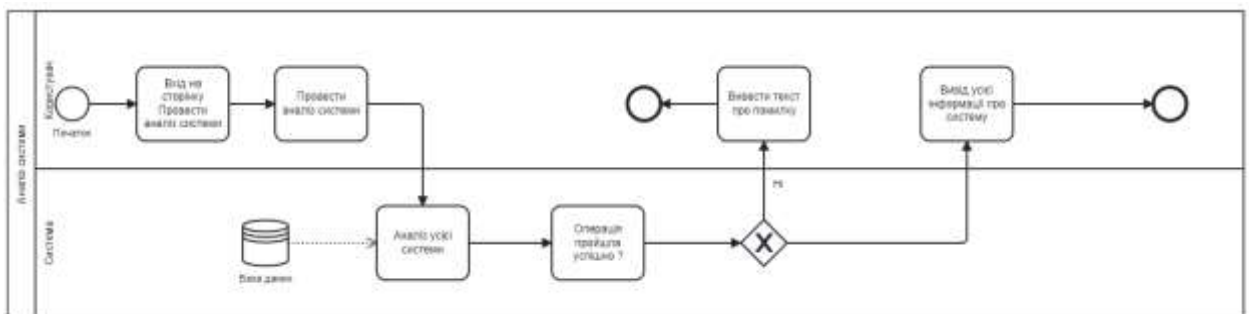 Аналіз системи
Користувач
Початок
Вхід на
сторінку
Провести
аналіз системи
Провести
аналіз системи
Вивести текст
про помилку
Вивід усієї
інформації про
систему
Ні
Система
База даних
Аналіз усієї
системи
Операція
пройшла
успішно ?